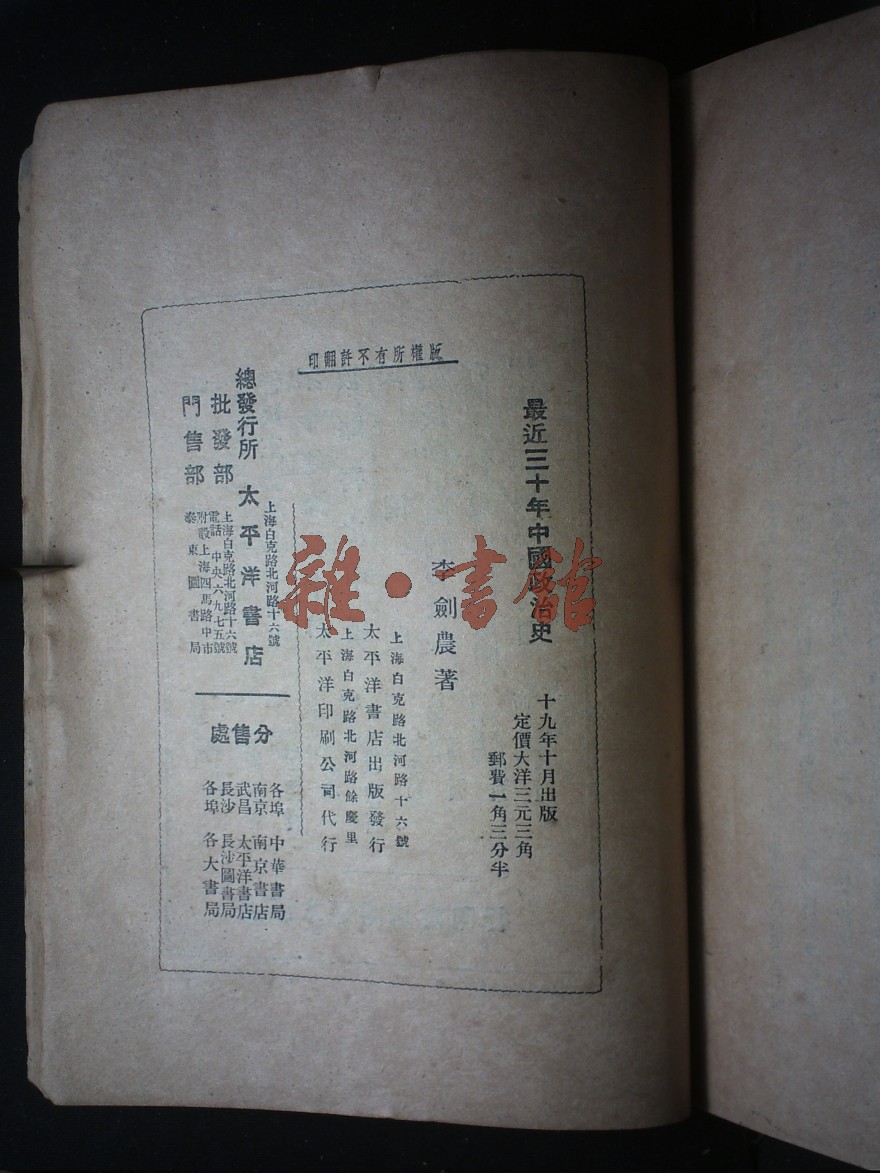 最近三十年中國政治史
十九年十月出版
定價大洋三元三角
郵費一角三分半
李劍農著
上海白克路北河路十六號
太平洋書店出版發行
上海白克路北河路餘慶里
太平洋印刷公司代行
版權所有不許翻印
上海白克路北河路十六號
總發行所 太平洋書店
批發部
上海白克路北河路十六號
電話 中央六九七五號
門售部
附設上海四馬路中市
泰東圖書局
分售處
各埠 中華書局
南京 南京書店
武昌 太平洋書店
長沙 長沙圖書局
各埠 各大書局
雜·書館